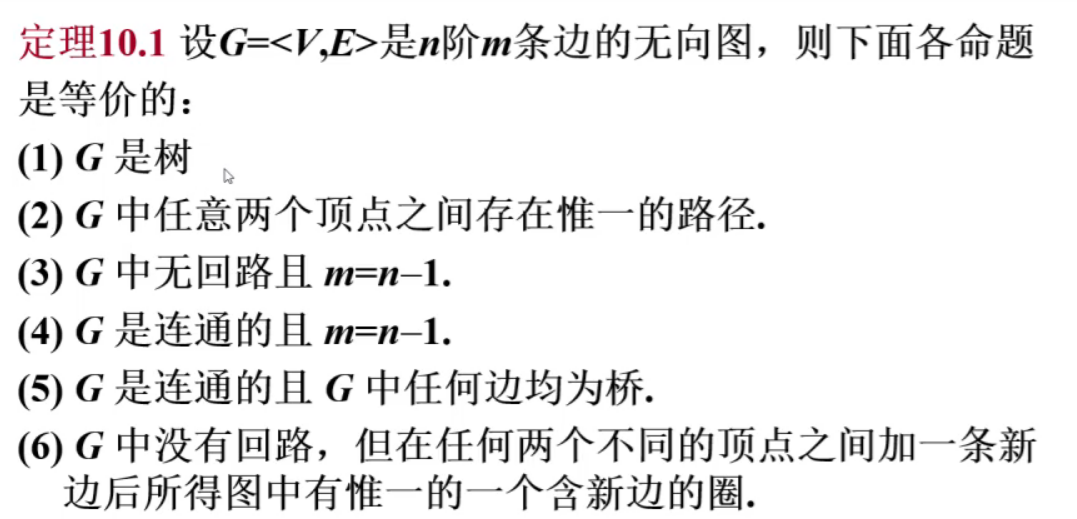 定理10.1 设G=<V,E>是n阶m条边的无向图，则下面各命题
是等价的：
(1) G 是树
(2) G 中任意两个顶点之间存在惟一的路径.
(3) G 中无回路且 m=n–1.
(4) G 是连通的且 m=n–1.
(5) G 是连通的且 G 中任何边均为桥.
(6) G 中没有回路，但在任何两个不同的顶点之间加一条新
边后所得图中有惟一的一个含新边的圈.